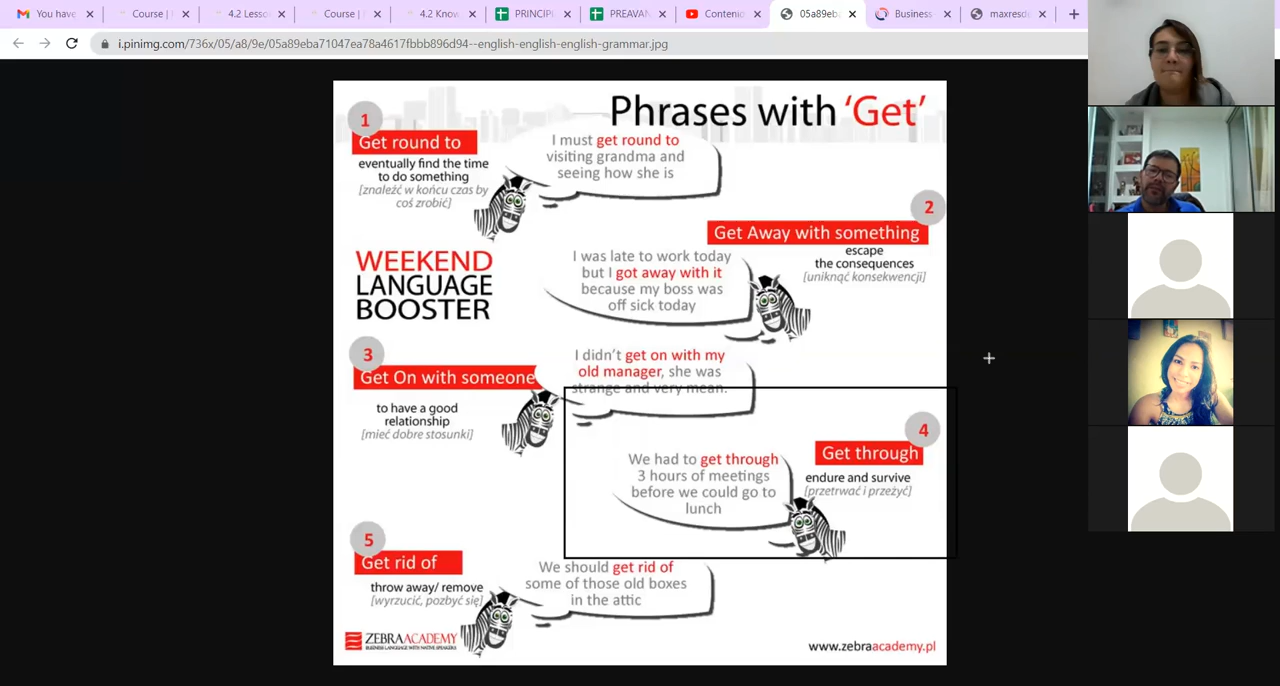 You have
Course |
4.2 Lesso
Course |
4.2 Know
PRINCIPI
PREAVAN
Contenio
05a89eb
Business
maxresde
i.pinimg.com/736x/05/a8/9e/05a89eba71047ea78a4617fbbb896d94--english-english-english-grammar.jpg
Phrases with 'Get'
1
Get round to
eventually find the time
to do something
[znaleźć w końcu czas by
coś zrobić]
I must get round to
visiting grandma and
seeing how she is
2
Get Away with something
escape
the consequences
[uniknąć konsekwencji]
I was late to work today
but I got away with it
because my boss was
off sick today
WEEKEND
LANGUAGE
BOOSTER
3
Get On with someone
to have a good
relationship
[mieć dobre stosunki]
I didn't get on with my
old manager, she was
strange and very mean.
4
Get through
endure and survive
[przetrwać i przeżyć]
We had to get through
3 hours of meetings
before we could go to
lunch
5
Get rid of
throw away/ remove
[wyrzucić, pozbyć się]
We should get rid of
some of those old boxes
in the attic
ZEBRA ACADEMY
BUSINESS LANGUAGE WITH NATIVE SPEAKERS
www.zebraacademy.pl